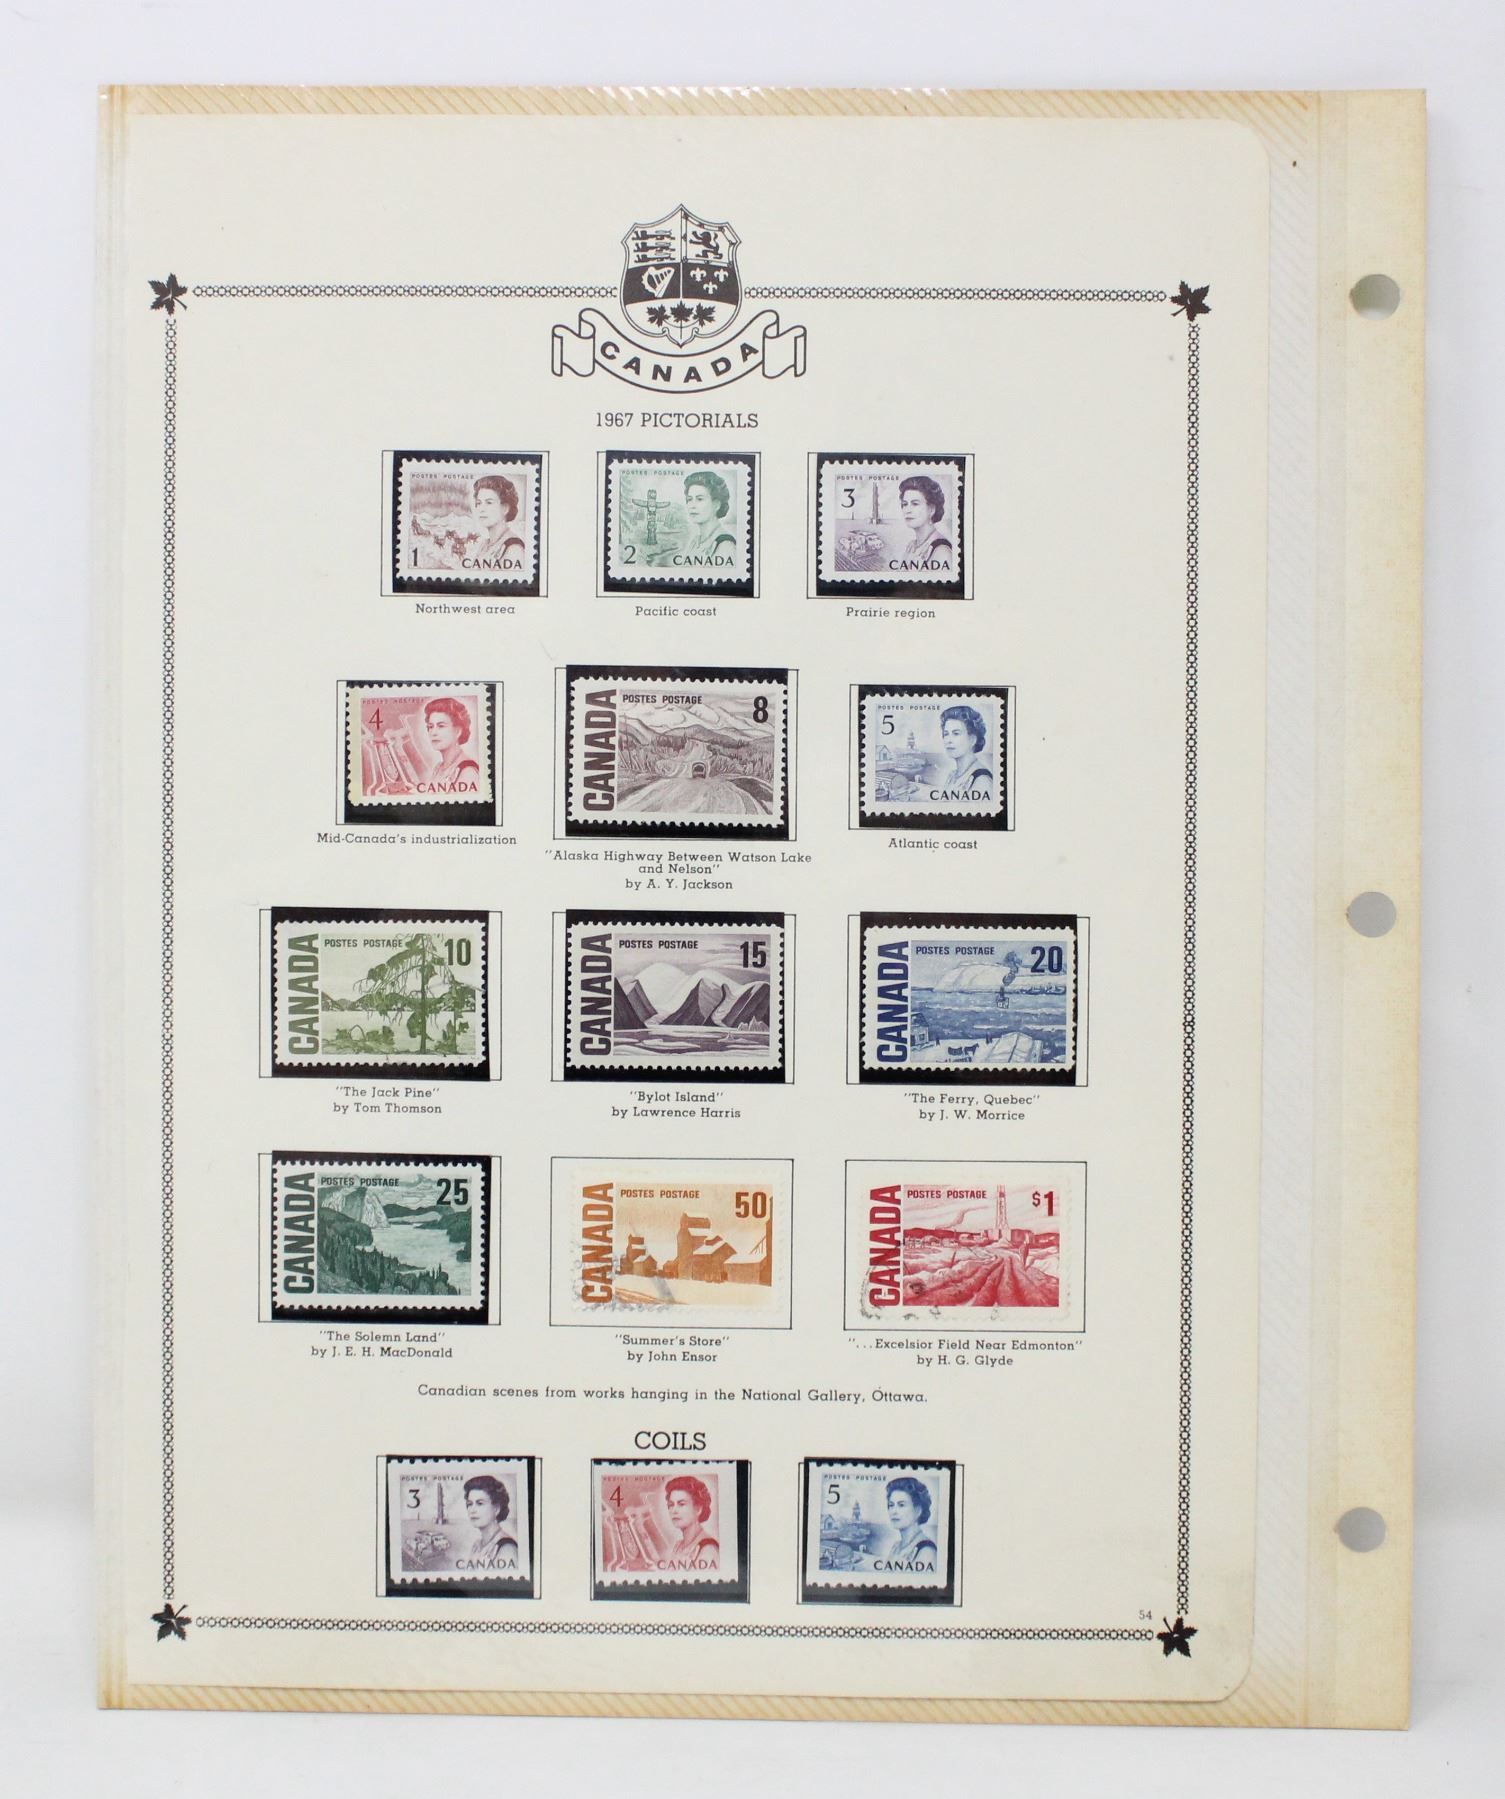 CANADA
1967 PICTORIALS
POSTES POSTAGE
1 CANADA
POSTES POSTAGE
2 CANADA
POSTES POSTAGE
3
CANADA
Northwest area
Pacific coast
Prairie region
POSTES POSTAGE
4
CANADA
CANADA
POSTES POSTAGE 8
POSTES POSTAGE
5
CANADA
Mid-Canada's industrialization
"Alaska Highway Between Watson Lake
and Nelson"
by A. Y. Jackson
Atlantic coast
CANADA
POSTES POSTAGE 10
CANADA
POSTES POSTAGE 15
CANADA
POSTES POSTAGE 20
"The Jack Pine"
by Tom Thomson
"Bylot Island"
by Lawrence Harris
"The Ferry, Quebec"
by J. W. Morrice
CANADA
POSTES POSTAGE 25
CANADA
POSTES POSTAGE 50
CANADA
POSTES POSTAGE $1
"The Solemn Land"
by J. E. H. MacDonald
"Summer's Store"
by John Ensor
"...Excelsior Field Near Edmonton"
by H. G. Glyde
Canadian scenes from works hanging in the National Gallery, Ottawa.
COILS
POSTES POSTAGE
3
CANADA
POSTES POSTAGE
4
CANADA
POSTES POSTAGE
5
CANADA
54